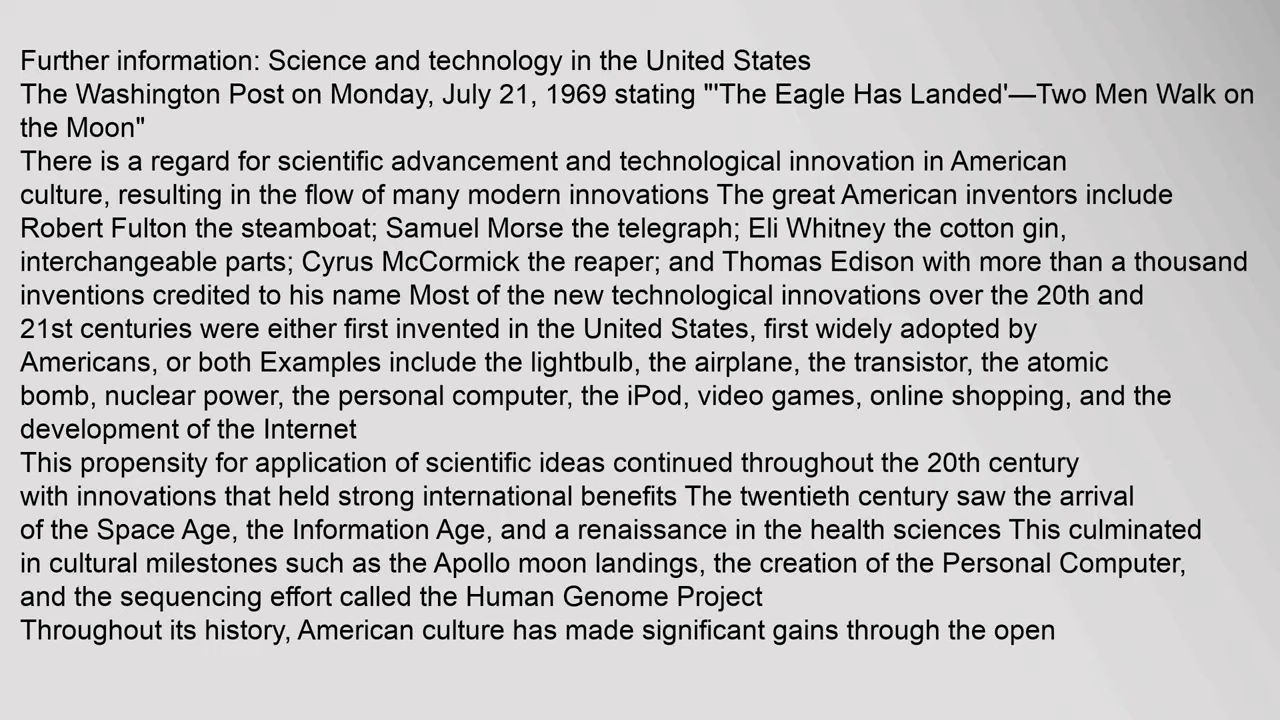 Further information: Science and technology in the United States
The Washington Post on Monday, July 21, 1969 stating "'The Eagle Has Landed'—Two Men Walk on
the Moon"
There is a regard for scientific advancement and technological innovation in American
culture, resulting in the flow of many modern innovations The great American inventors include
Robert Fulton the steamboat; Samuel Morse the telegraph; Eli Whitney the cotton gin,
interchangeable parts; Cyrus McCormick the reaper; and Thomas Edison with more than a thousand
inventions credited to his name Most of the new technological innovations over the 20th and
21st centuries were either first invented in the United States, first widely adopted by
Americans, or both Examples include the lightbulb, the airplane, the transistor, the atomic
bomb, nuclear power, the personal computer, the iPod, video games, online shopping, and the
development of the Internet
This propensity for application of scientific ideas continued throughout the 20th century
with innovations that held strong international benefits The twentieth century saw the arrival
of the Space Age, the Information Age, and a renaissance in the health sciences This culminated
in cultural milestones such as the Apollo moon landings, the creation of the Personal Computer,
and the sequencing effort called the Human Genome Project
Throughout its history, American culture has made significant gains through the open